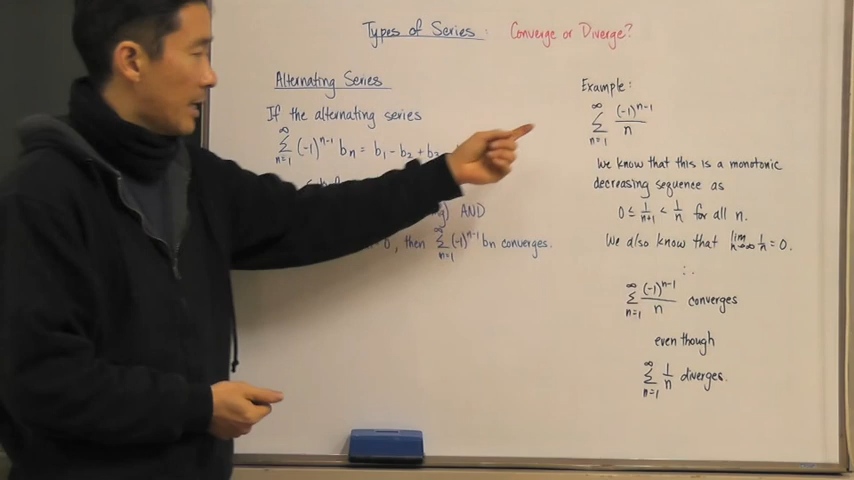 Types of Series: Converge or Diverge?
Alternating Series
If the alternating series
∞
∑ (-1)ⁿ⁻¹ bₙ = b₁ - b₂ + b₃ -
n=1
AND
= 0, then ∑ (-1)ⁿ⁻¹ bₙ converges.
n=1
Example:
∞
∑ (-1)ⁿ⁻¹/n
n=1
We know that this is a monotonic
decreasing sequence as
0 ≤ 1/(n+1) < 1/n for all n.
We also know that lim n→∞ 1/n = 0.
∴
∞
∑ (-1)ⁿ⁻¹/n converges
n=1
even though
∞
∑ 1/n diverges.
n=1